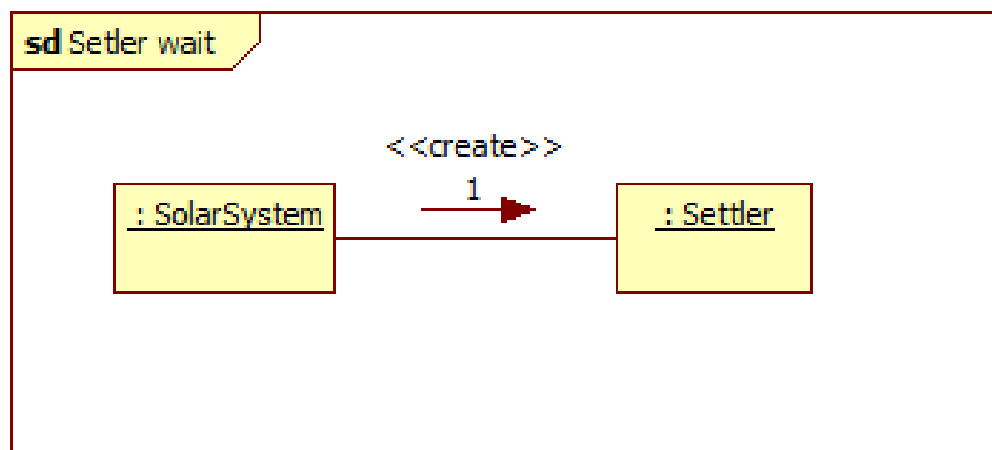 sd Setler wait
<<create>>
1
: SolarSystem
: Settler